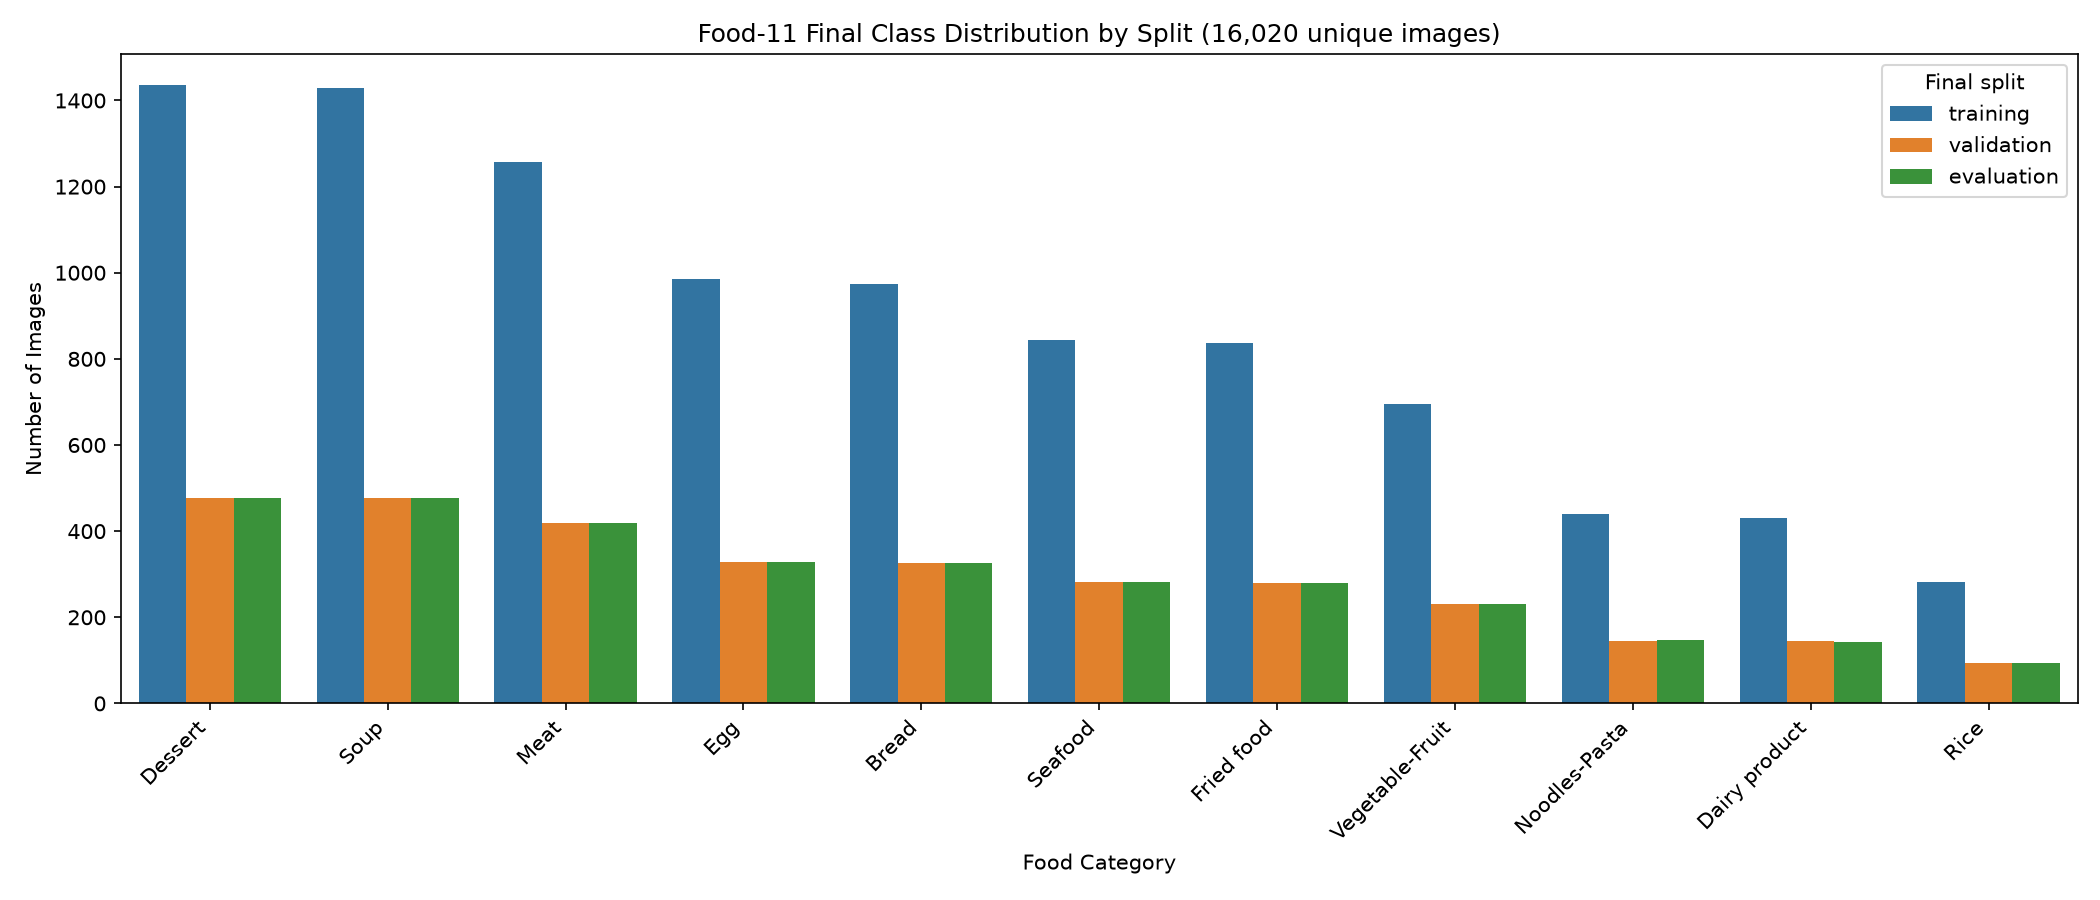 Food-11 Final Class Distribution by Split (16,020 unique images)
Final split
training
validation
evaluation
Number of Images
1400
1200
1000
800
600
400
200
0
Dessert
Soup
Meat
Egg
Bread
Seafood
Fried food
Vegetable-Fruit
Noodles-Pasta
Dairy product
Rice
Food Category